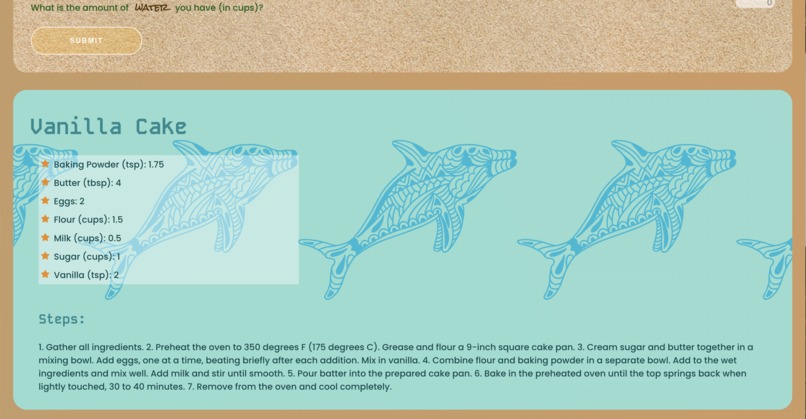 What is the amount of WATER you have (in cups)?
0
SUBMIT
Vanilla Cake
Baking Powder (tsp): 1.75
Butter (tbsp): 4
Eggs: 2
Flour (cups): 1.5
Milk (cups): 0.5
Sugar (cups): 1
Vanilla (tsp): 2
Steps:
1. Gather all ingredients. 2. Preheat the oven to 350 degrees F (175 degrees C). Grease and flour a 9-inch square cake pan. 3. Cream sugar and butter together in a
mixing bowl. Add eggs, one at a time, beating briefly after each addition. Mix in vanilla. 4. Combine flour and baking powder in a separate bowl. Add to the wet
ingredients and mix well. Add milk and stir until smooth. 5. Pour batter into the prepared cake pan. 6. Bake in the preheated oven until the top springs back when
lightly touched, 30 to 40 minutes. 7. Remove from the oven and cool completely.